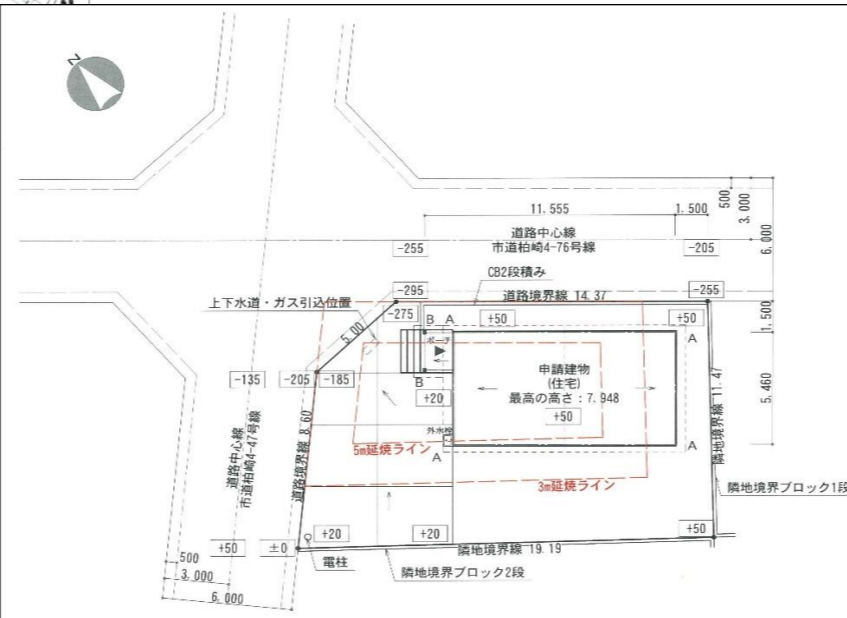 N
11.555
1.500
500
3.000
6.000
道路中心線
市道柏崎4-76号線
-255
-205
CB2段積み
-295
道路境界線 14.37
-255
上下水道・ガス引込位置
-275
B A
+50
+50
1.500
5.00
ポーチ
A
申請建物
(住宅)
最高の高さ:7.948
+50
5.460
-135
-205
-185
B
+20
隣地境界線 11.47
道路中心線
市道柏崎4-47号線
道路境界線 8.60
外水栓
A
A
5m延焼ライン
3m延焼ライン
隣地境界ブロック1段
+50
±0
+20
+20
+50
隣地境界線 19.19
電柱
隣地境界ブロック2段
500
3.000
6.000